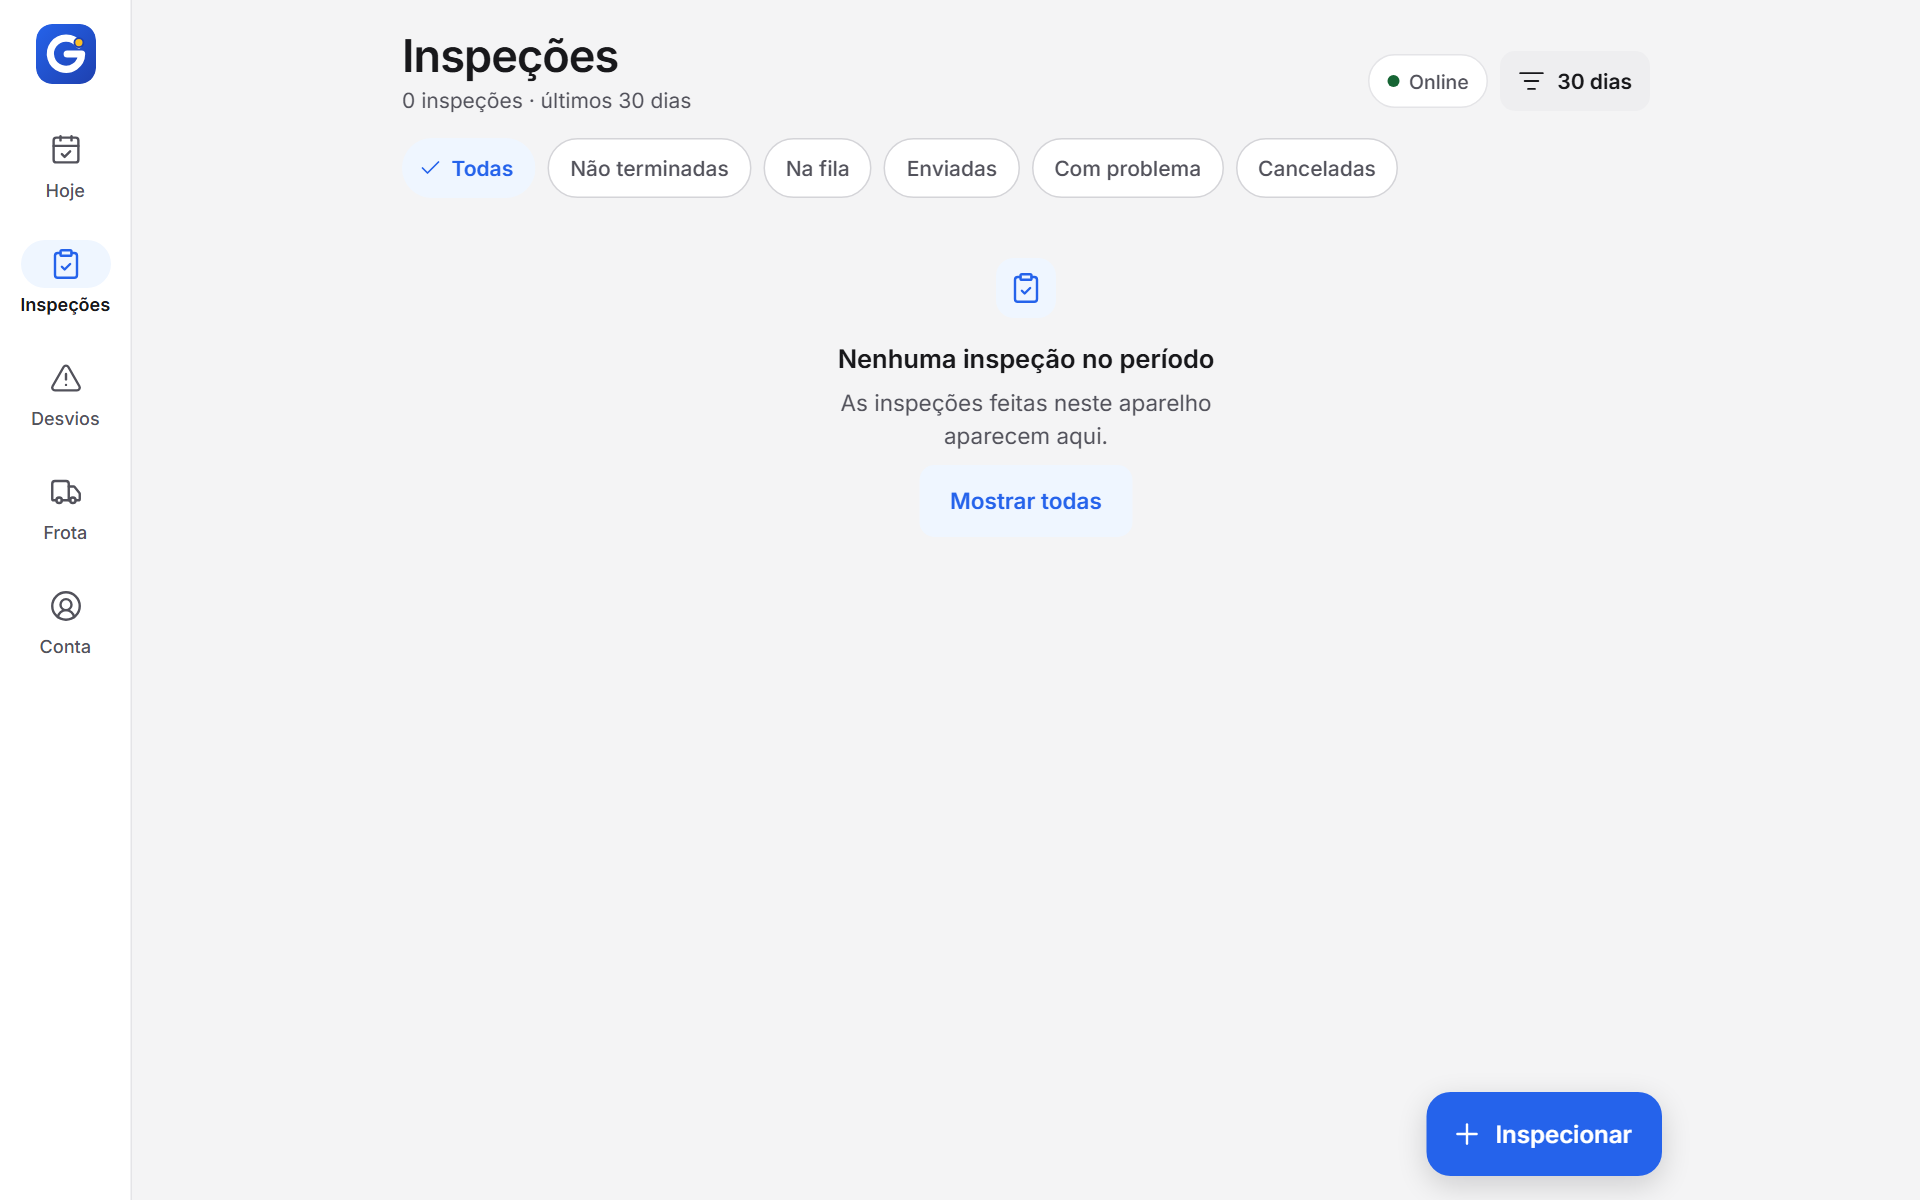 Hoje
Inspeções
Desvios
Frota
Conta
Inspeções
0 inspeções · últimos 30 dias
Online
30 dias
Todas
Não terminadas
Na fila
Enviadas
Com problema
Canceladas
Nenhuma inspeção no período
As inspeções feitas neste aparelho
aparecem aqui.
Mostrar todas
Inspecionar